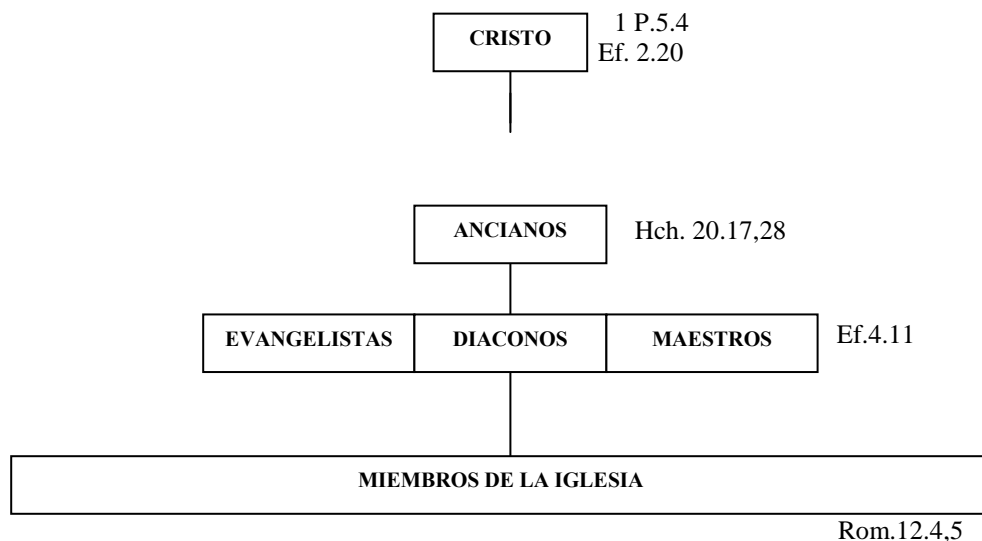 1 P.5.4
CRISTO
Ef. 2.20
ANCIANOS Hch. 20.17,28
EVANGELISTAS DIACONOS MAESTROS Ef.4.11
MIEMBROS DE LA IGLESIA
Rom.12.4,5